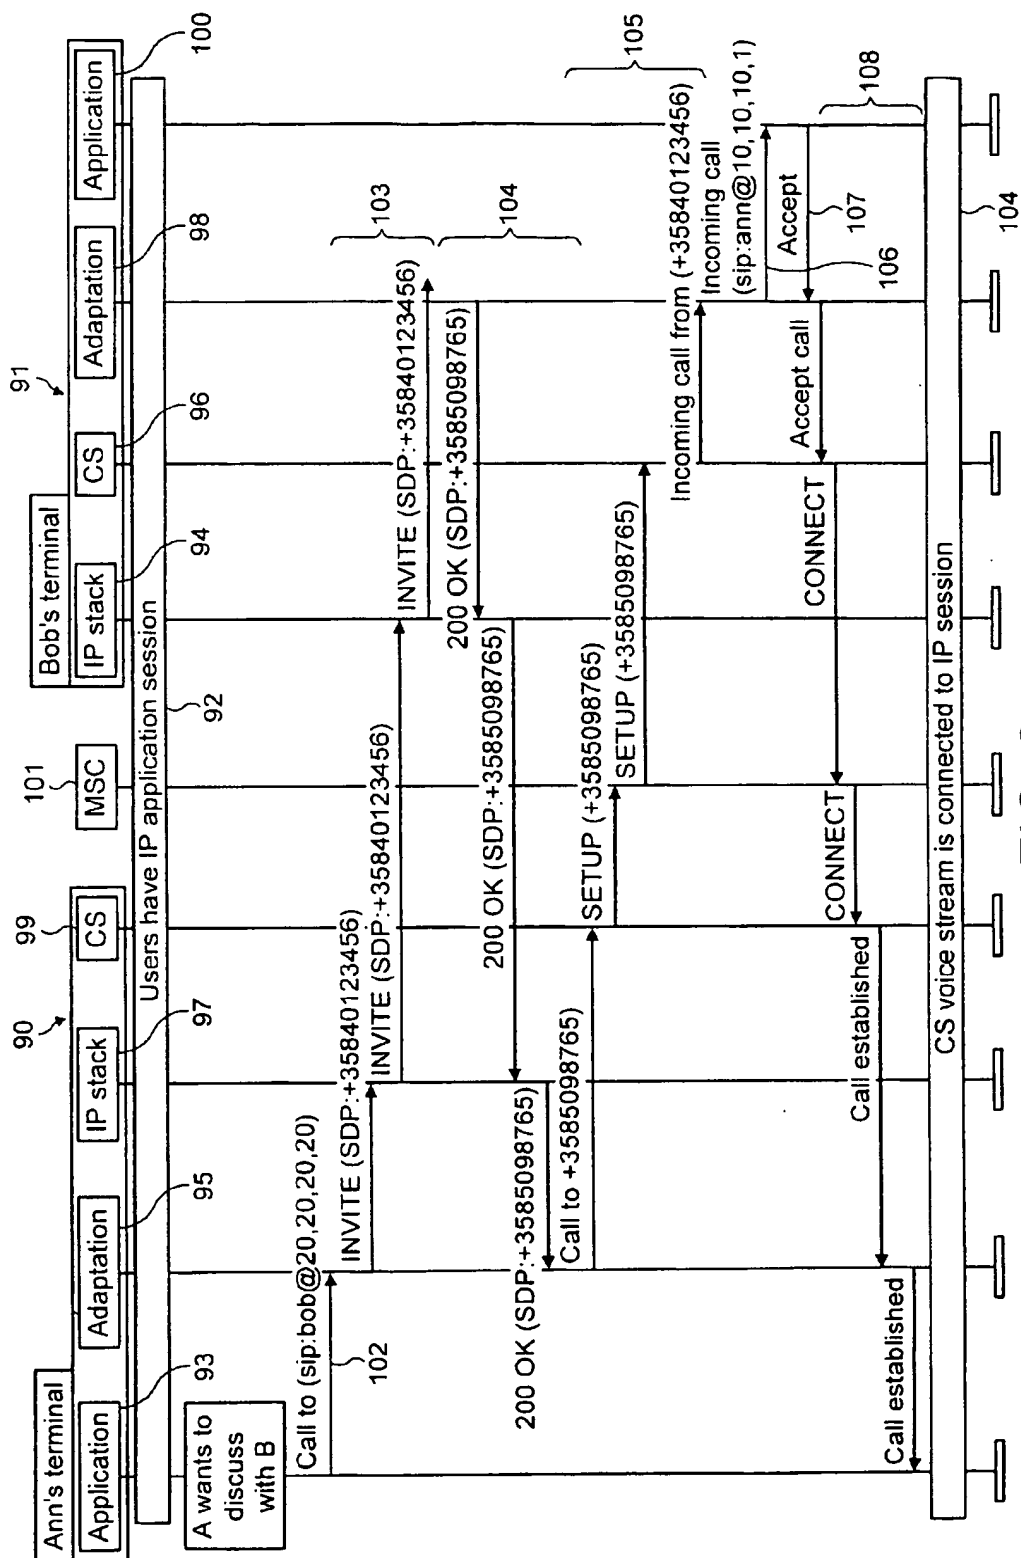 Ann's terminal
Application
93
Adaptation
95
IP stack
97
90
CS
99
MSC
101
Bob's terminal
IP stack
94
CS
96
91
Adaptation
98
Application
100
Users have IP application session
92
A wants to
discuss
with B
Call to (sip:bob@20,20,20,20)
102
INVITE (SDP:+358401 23456)
INVITE (SDP:+35840123456)
INVITE (SDP:+35840123456)
103
200 OK (SDP:+3585098765)
200 OK (SDP:+3585098765)
200 OK (SDP:+3585098765)
104
Call to +3585098765)
SETUP (+3585098765)
SETUP (+3585098765)
Incoming call from (+35840123456)
105
Incoming call
(sip:ann@10,10,10,1)
106
Accept
107
Accept call
CONNECT
CONNECT
108
Call established
Call established
CS voice stream is connected to IP session
104